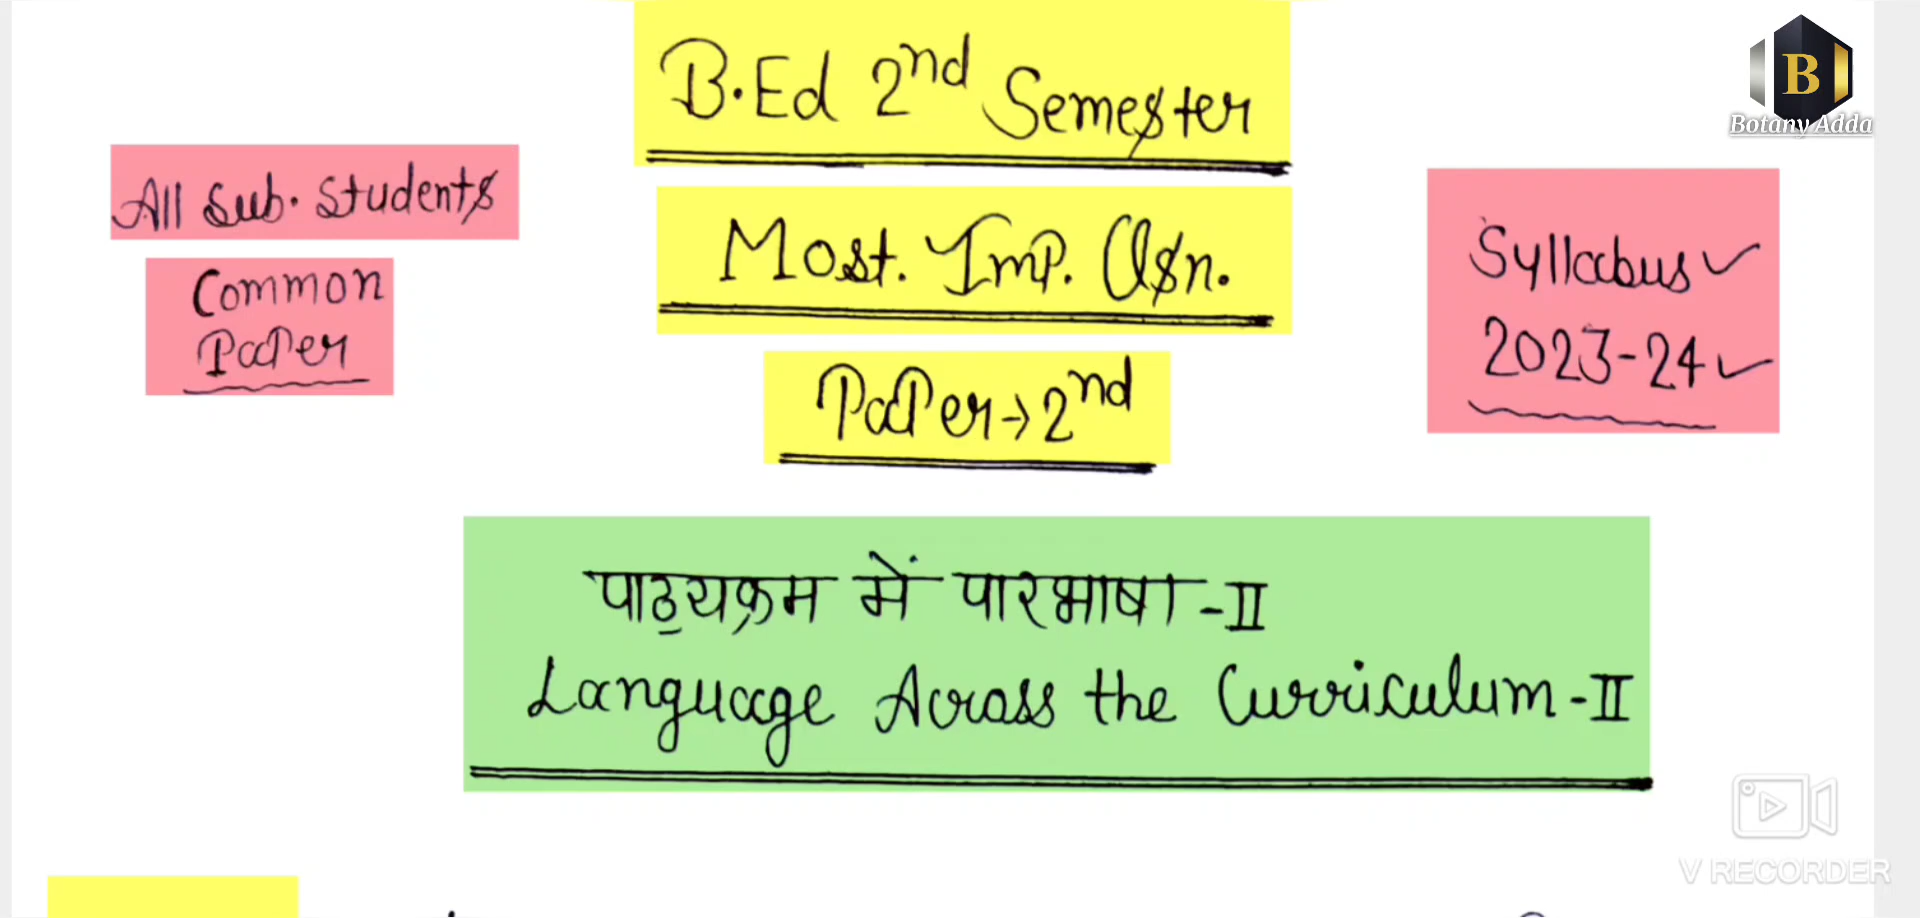 B.Ed 2nd Semester
B
Botany Adda
All Sub. Students
Common
Paper
Most. Imp. Qsn.
Syllabus ✓
2023-24 ✓
Paper → 2nd
पाठ्यक्रम में पारभाषा -II
Language Across the Curriculum -II
V RECORDER